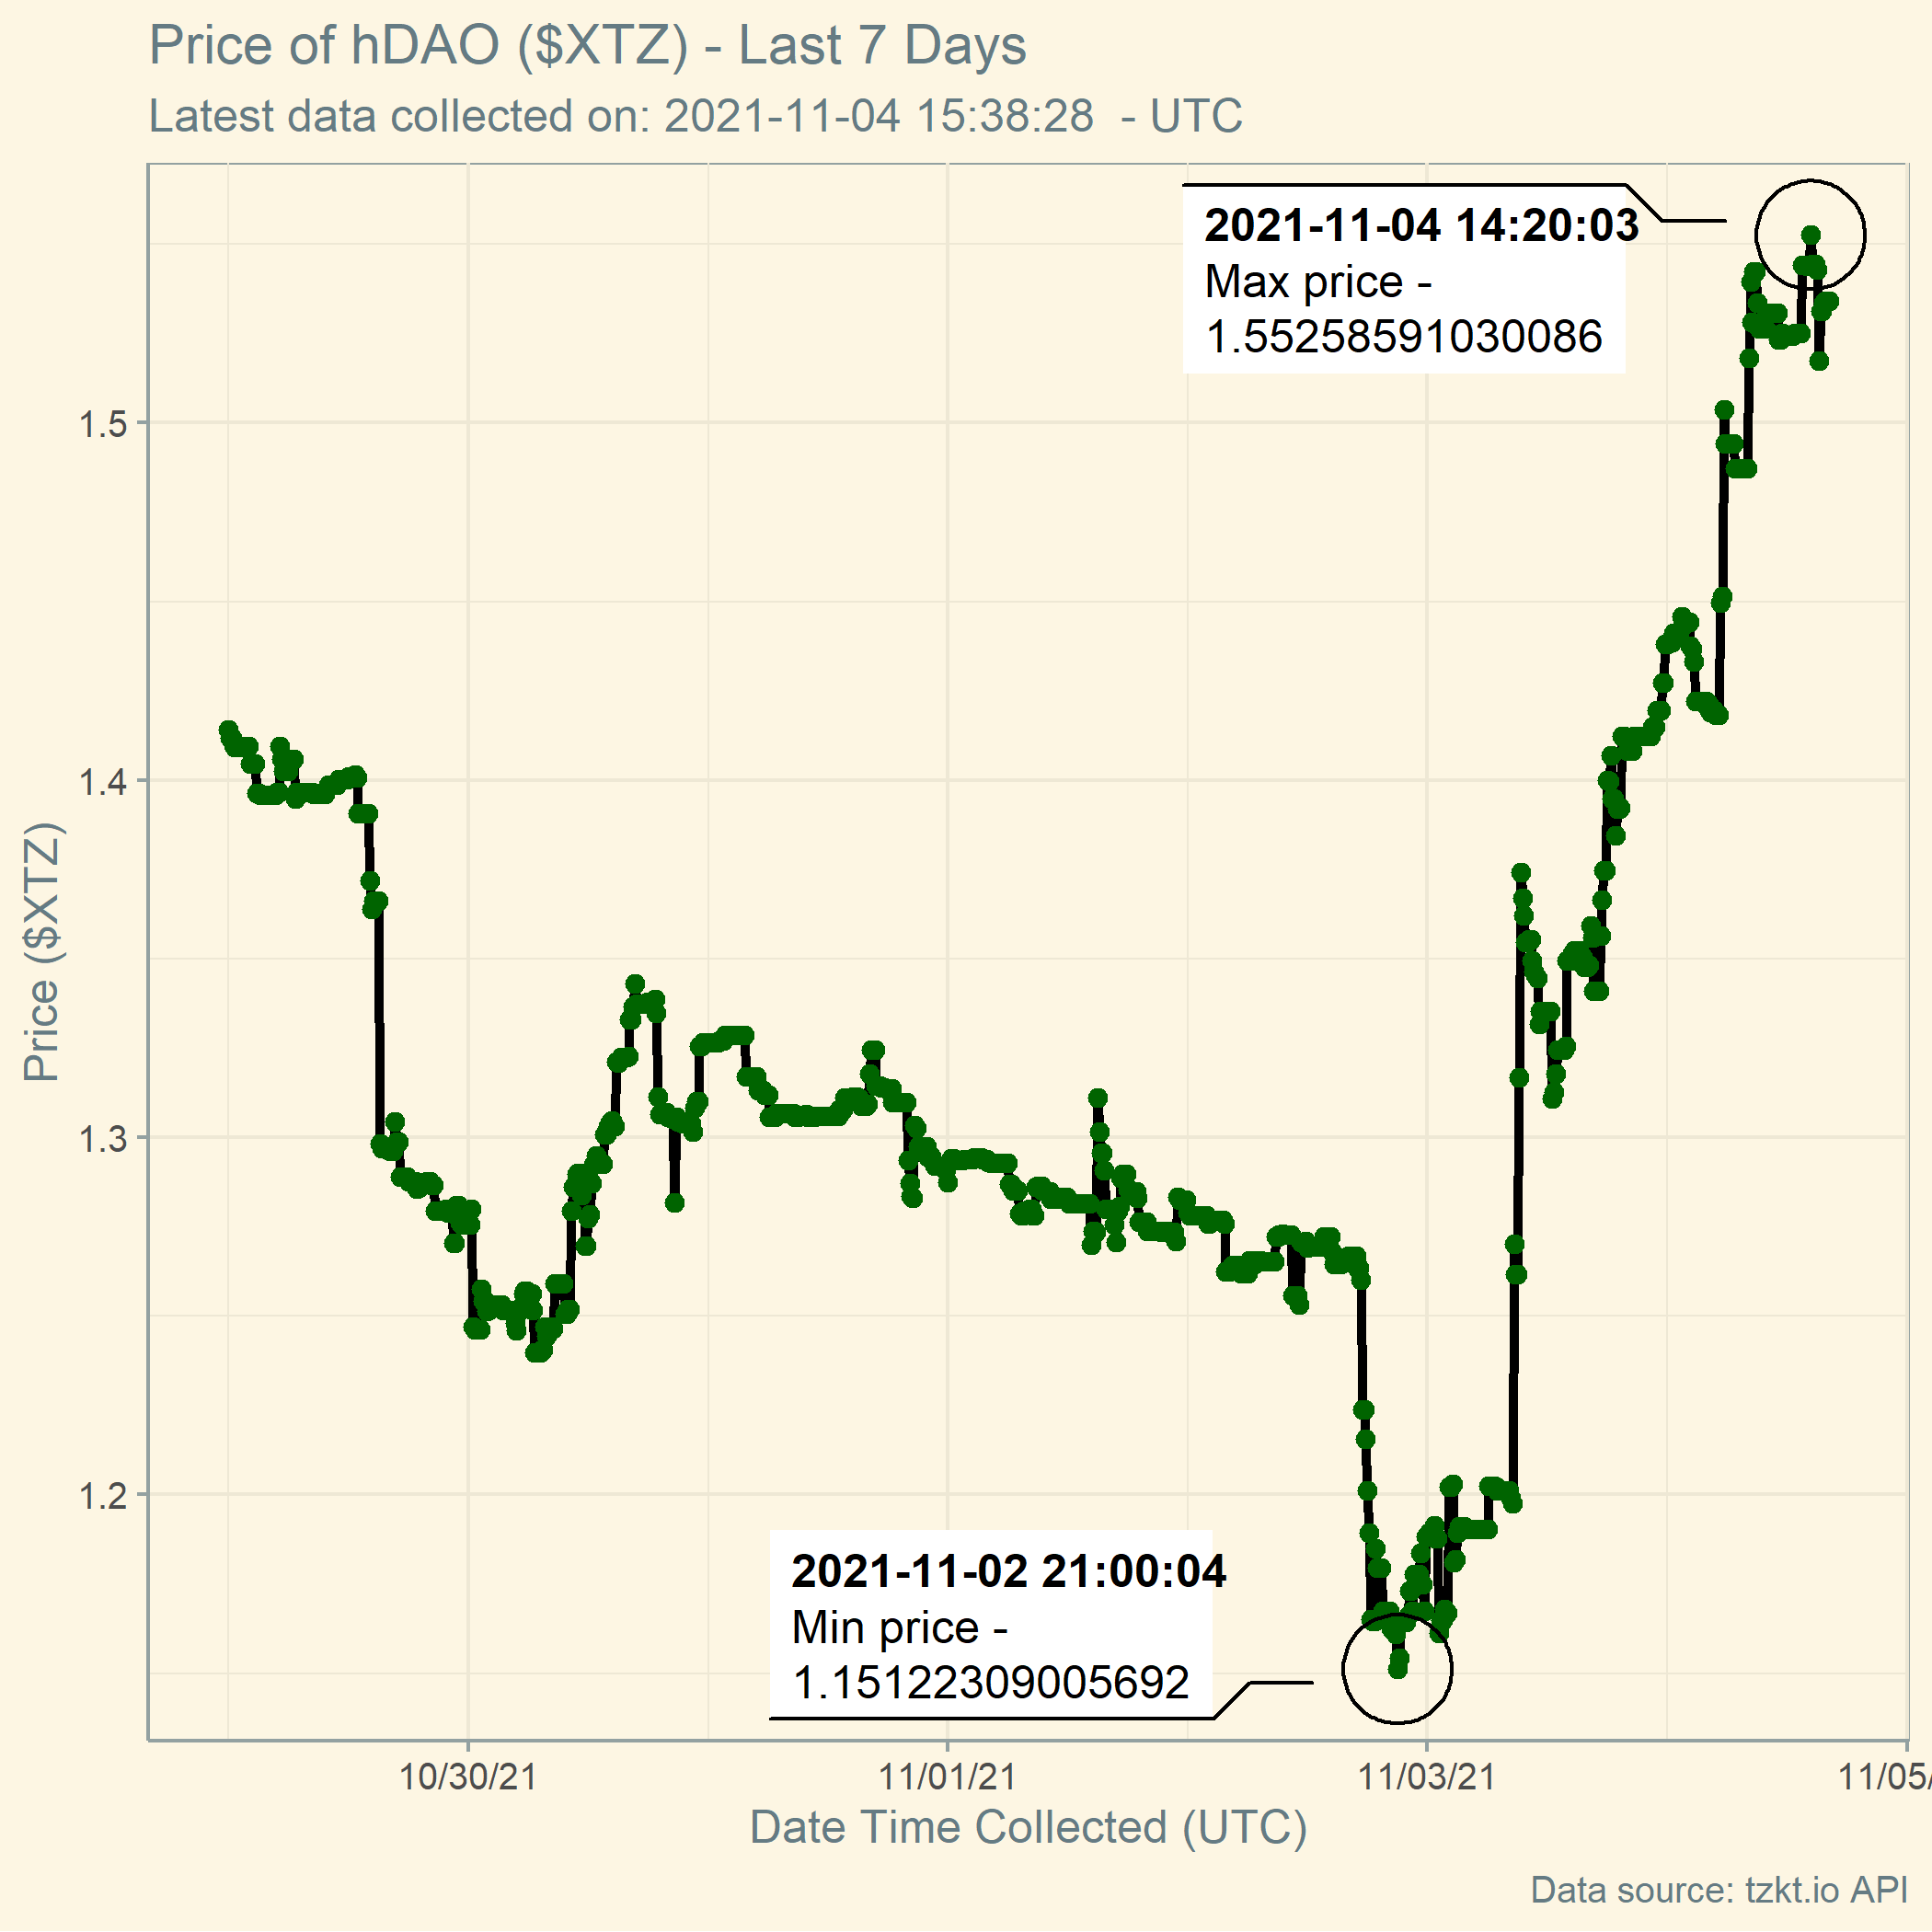 Price of hDAO ($XTZ) - Last 7 Days
Latest data collected on: 2021-11-04 15:38:28  - UTC
2021-11-04 14:20:03
Max price -
1.55258591030086
1.5
1.4
Price ($XTZ)
1.3
1.2
2021-11-02 21:00:04
Min price -
1.15122309005692
10/30/21 11/01/21 11/03/21 11/05/
Date Time Collected (UTC)
Data source: tzkt.io API